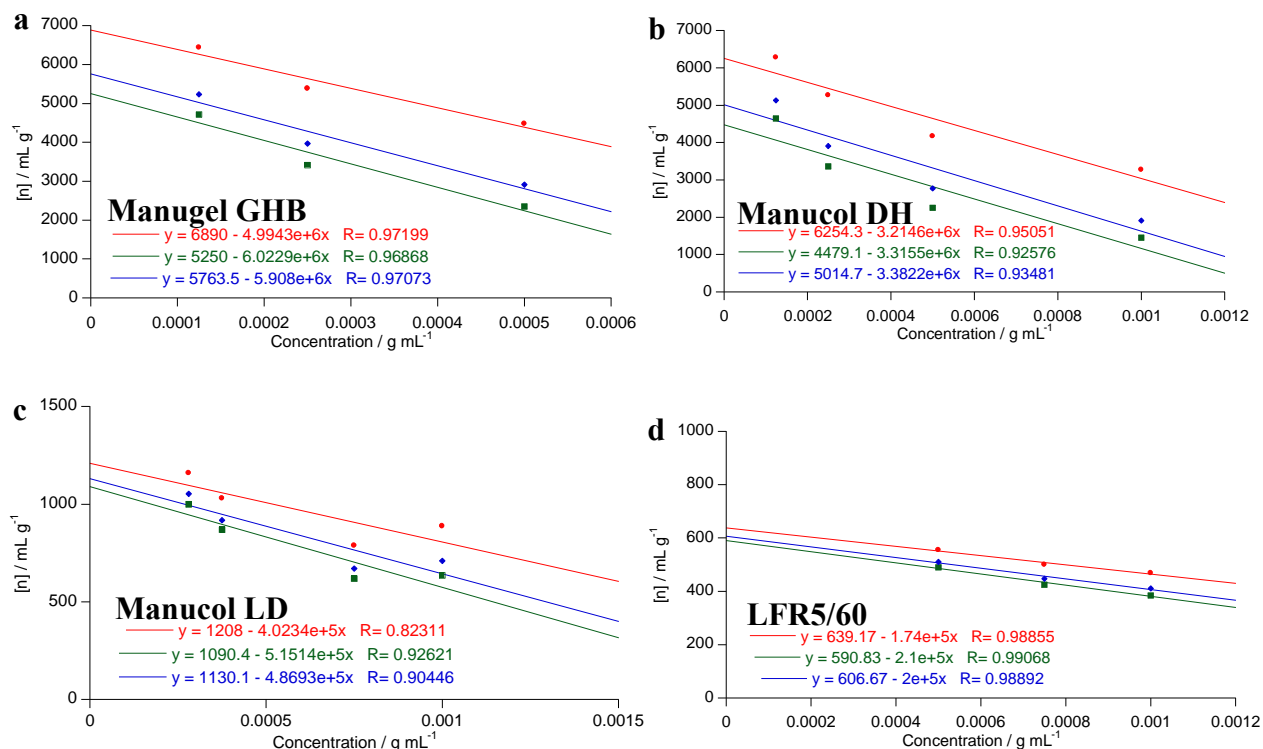 a
7000
6000
5000
4000
3000
2000
1000
0
[n] / mL g⁻¹
Manugel GHB
y = 6890 - 4.9943e+6x R= 0.97199
y = 5250 - 6.0229e+6x R= 0.96868
y = 5763.5 - 5.908e+6x R= 0.97073
0 0.0001 0.0002 0.0003 0.0004 0.0005 0.0006
Concentration / g mL⁻¹
b
7000
6000
5000
4000
3000
2000
1000
0
[n] / mL g⁻¹
Manucol DH
y = 6254.3 - 3.2146e+6x R= 0.95051
y = 4479.1 - 3.3155e+6x R= 0.92576
y = 5014.7 - 3.3822e+6x R= 0.93481
0 0.0002 0.0004 0.0006 0.0008 0.001 0.0012
Concentration / g mL⁻¹
c
1500
1000
500
0
[n] / mL g⁻¹
Manucol LD
y = 1208 - 4.0234e+5x R= 0.82311
y = 1090.4 - 5.1514e+5x R= 0.92621
y = 1130.1 - 4.8693e+5x R= 0.90446
0 0.0005 0.001 0.0015
Concentration / g mL⁻¹
d
1000
800
600
400
200
0
[n] / mL g⁻¹
LFR5/60
y = 639.17 - 1.74e+5x R= 0.98855
y = 590.83 - 2.1e+5x R= 0.99068
y = 606.67 - 2e+5x R= 0.98892
0 0.0002 0.0004 0.0006 0.0008 0.001 0.0012
Concentration / g mL⁻¹